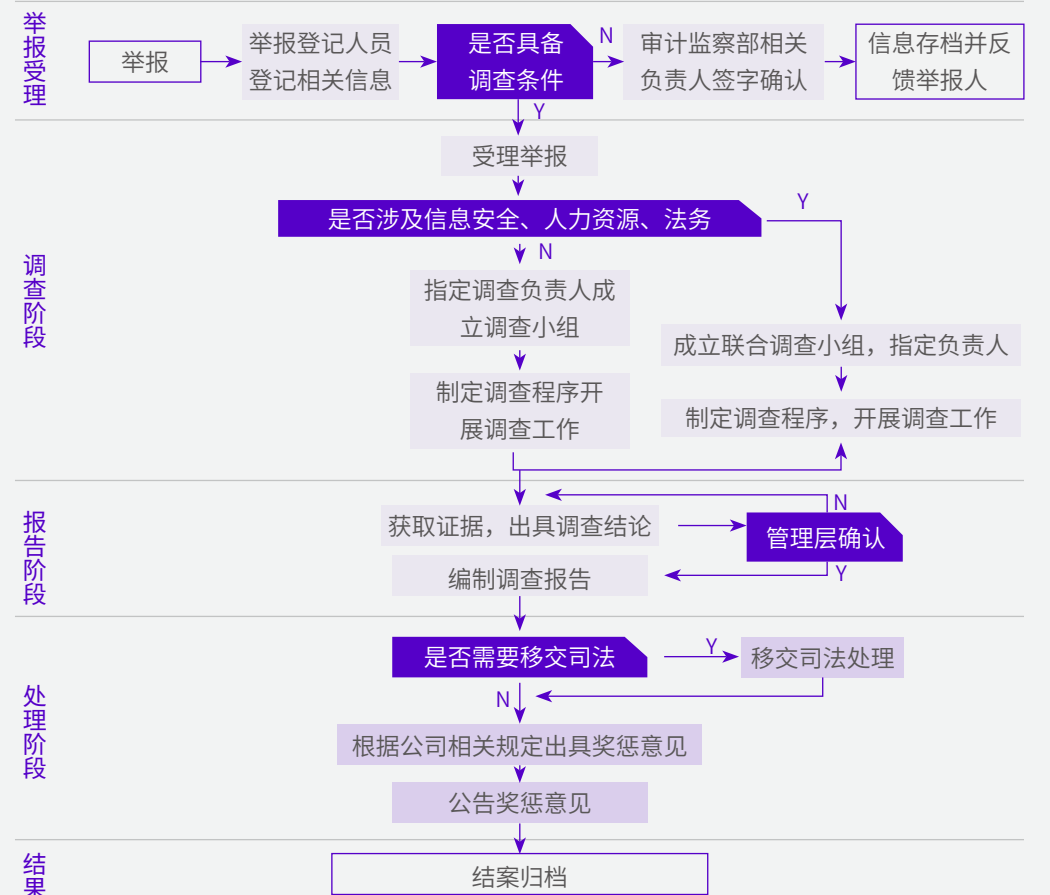 举报受理
举报
举报登记人员
登记相关信息
是否具备
调查条件
N
审计监察部相关
负责人签字确认
信息存档并反
馈举报人
Y
调查阶段
受理举报
是否涉及信息安全、人力资源、法务
Y
N
指定调查负责人成
立调查小组
成立联合调查小组，指定负责人
制定调查程序开
展调查工作
制定调查程序，开展调查工作
报告阶段
获取证据，出具调查结论
N
管理层确认
Y
编制调查报告
处理阶段
是否需要移交司法
Y
移交司法处理
N
根据公司相关规定出具奖惩意见
公告奖惩意见
结果
结案归档